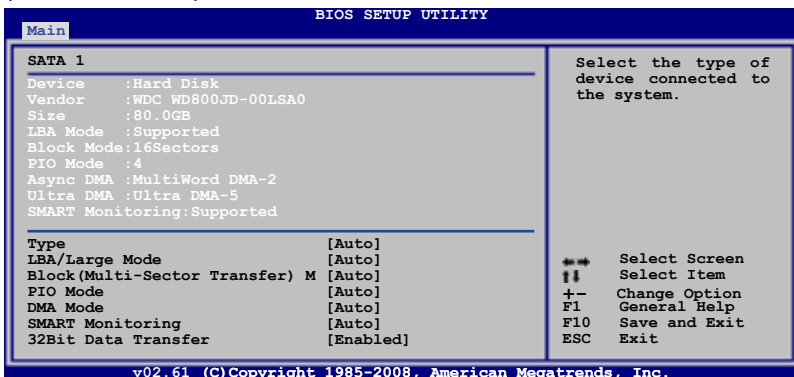 BIOS SETUP UTILITY
Main
SATA 1
Device :Hard Disk
Vendor :WDC WD800JD-00LSA0
Size :80.0GB
LBA Mode :Supported
Block Mode:16Sectors
PIO Mode :4
Async DMA :MultiWord DMA-2
Ultra DMA :Ultra DMA-5
SMART Monitoring:Supported
Type [Auto]
LBA/Large Mode [Auto]
Block(Multi-Sector Transfer) M [Auto]
PIO Mode [Auto]
DMA Mode [Auto]
SMART Monitoring [Auto]
32Bit Data Transfer [Enabled]
Select the type of
device connected to
the system.
Select Screen
Select Item
+- Change Option
F1 General Help
F10 Save and Exit
ESC Exit
v02.61 (C)Copyright 1985-2008, American Megatrends, Inc.